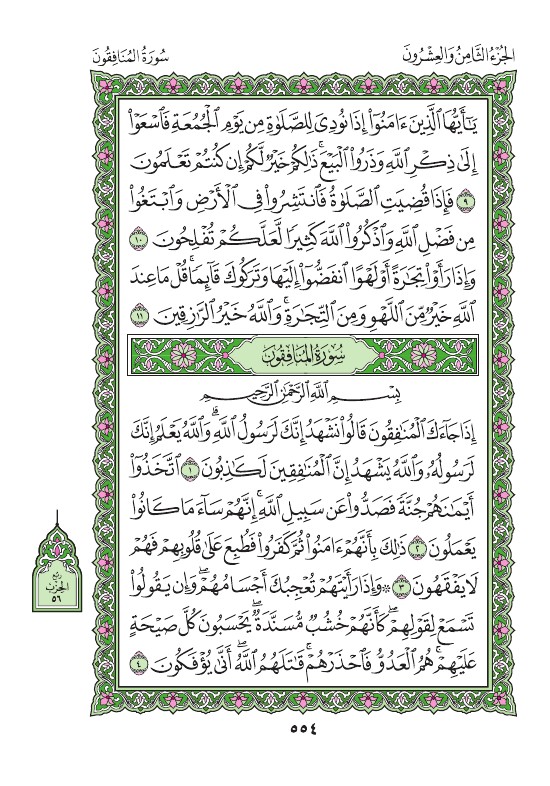 الجُزْءُ الثَّامِنُ وَالعِشْرُونَ
سُورَةُ المُنَافِقُونَ
يَٰٓأَيُّهَا ٱلَّذِينَ ءَامَنُوٓا۟ إِذَا نُودِىَ لِلصَّلَوٰةِ مِن يَوْمِ ٱلْجُمُعَةِ فَٱسْعَوْا۟
إِلَىٰ ذِكْرِ ٱللَّهِ وَذَرُوا۟ ٱلْبَيْعَ ۚ ذَٰلِكُمْ خَيْرٌ لَّكُمْ إِن كُنتُمْ تَعْلَمُونَ
٩ فَإِذَا قُضِيَتِ ٱلصَّلَوٰةُ فَٱنتَشِرُوا۟ فِى ٱلْأَرْضِ وَٱبْتَغُوا۟
مِن فَضْلِ ٱللَّهِ وَٱذْكُرُوا۟ ٱللَّهَ كَثِيرًا لَّعَلَّكُمْ تُفْلِحُونَ ١٠
وَإِذَا رَأَوْا۟ تِجَٰرَةً أَوْ لَهْوًا ٱنفَضُّوٓا۟ إِلَيْهَا وَتَرَكُوكَ قَآئِمًا ۚ قُلْ مَا عِندَ
ٱللَّهِ خَيْرٌ مِّنَ ٱللَّهْوِ وَمِنَ ٱلتِّجَٰرَةِ ۚ وَٱللَّهُ خَيْرُ ٱلرَّٰزِقِينَ ١١
سُورَةُ المُنَافِقُونَ
بِسْمِ ٱللَّهِ ٱلرَّحْمَٰنِ ٱلرَّحِيمِ
إِذَا جَآءَكَ ٱلْمُنَٰفِقُونَ قَالُوا۟ نَشْهَدُ إِنَّكَ لَرَسُولُ ٱللَّهِ ۗ وَٱللَّهُ يَعْلَمُ إِنَّكَ
لَرَسُولُهُۥ وَٱللَّهُ يَشْهَدُ إِنَّ ٱلْمُنَٰفِقِينَ لَكَٰذِبُونَ ١ ٱتَّخَذُوٓا۟
أَيْمَٰنَهُمْ جُنَّةً فَصَدُّوا۟ عَن سَبِيلِ ٱللَّهِ ۚ إِنَّهُمْ سَآءَ مَا كَانُوا۟
يَعْمَلُونَ ٢ ذَٰلِكَ بِأَنَّهُمْ ءَامَنُوا۟ ثُمَّ كَفَرُوا۟ فَطُبِعَ عَلَىٰ قُلُوبِهِمْ فَهُمْ
لَا يَفْقَهُونَ ٣ ۞ وَإِذَا رَأَيْتَهُمْ تُعْجِبُكَ أَجْسَامُهُمْ ۖ وَإِن يَقُولُوا۟
تَسْمَعْ لِقَوْلِهِمْ ۖ كَأَنَّهُمْ خُشُبٌ مُّسَنَّدَةٌ ۖ يَحْسَبُونَ كُلَّ صَيْحَةٍ
عَلَيْهِمْ ۚ هُمُ ٱلْعَدُوُّ فَٱحْذَرْهُمْ ۚ قَٰتَلَهُمُ ٱللَّهُ ۖ أَنَّىٰ يُؤْفَكُونَ ٤
ربع
الحزب
٥٦
٥٥٤